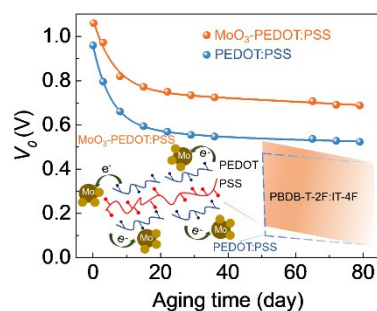 MoO₃-PEDOT:PSS
PEDOT:PSS
V₀ (V)
1.0
0.8
0.6
0.4
0.2
0.0
MoO₃-PEDOT:PSS
Mo
e⁻
Mo
e⁻
PEDOT
PSS
PBDB-T-2F:IT-4F
Mo
e⁻
Mo
e⁻
PEDOT:PSS
0
20
40
60
80
Aging time (day)